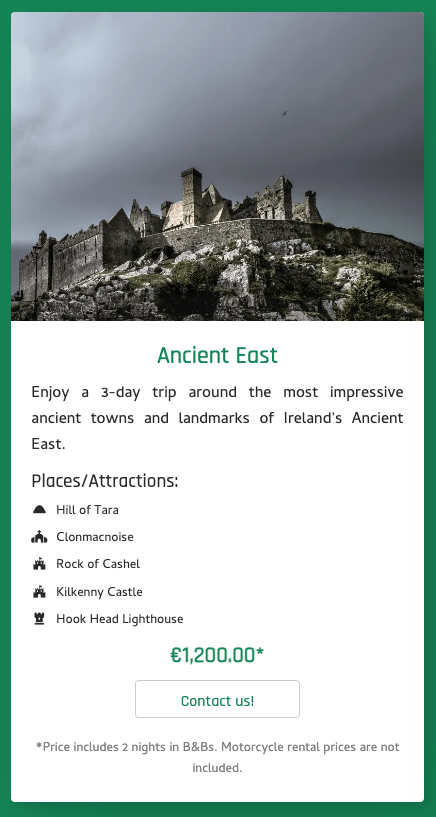 Ancient East
Enjoy a 3-day trip around the most impressive
ancient towns and landmarks of Ireland's Ancient
East.
Places/Attractions:
Hill of Tara
Clonmacnoise
Rock of Cashel
Kilkenny Castle
Hook Head Lighthouse
€1,200.00*
Contact us!
*Price includes 2 nights in B&Bs. Motorcycle rental prices are not
included.